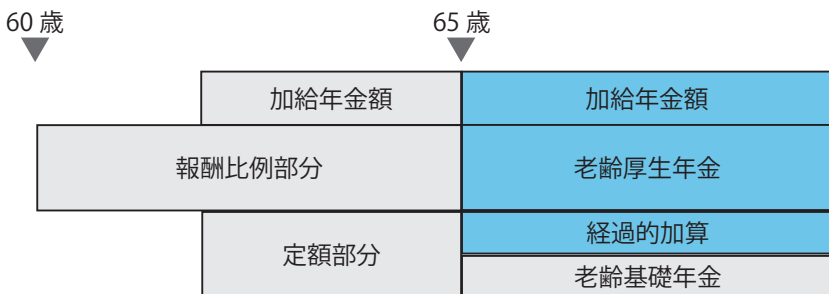 60 歳
65 歳
加給年金額
加給年金額
報酬比例部分
老齢厚生年金
定額部分
経過的加算
老齢基礎年金